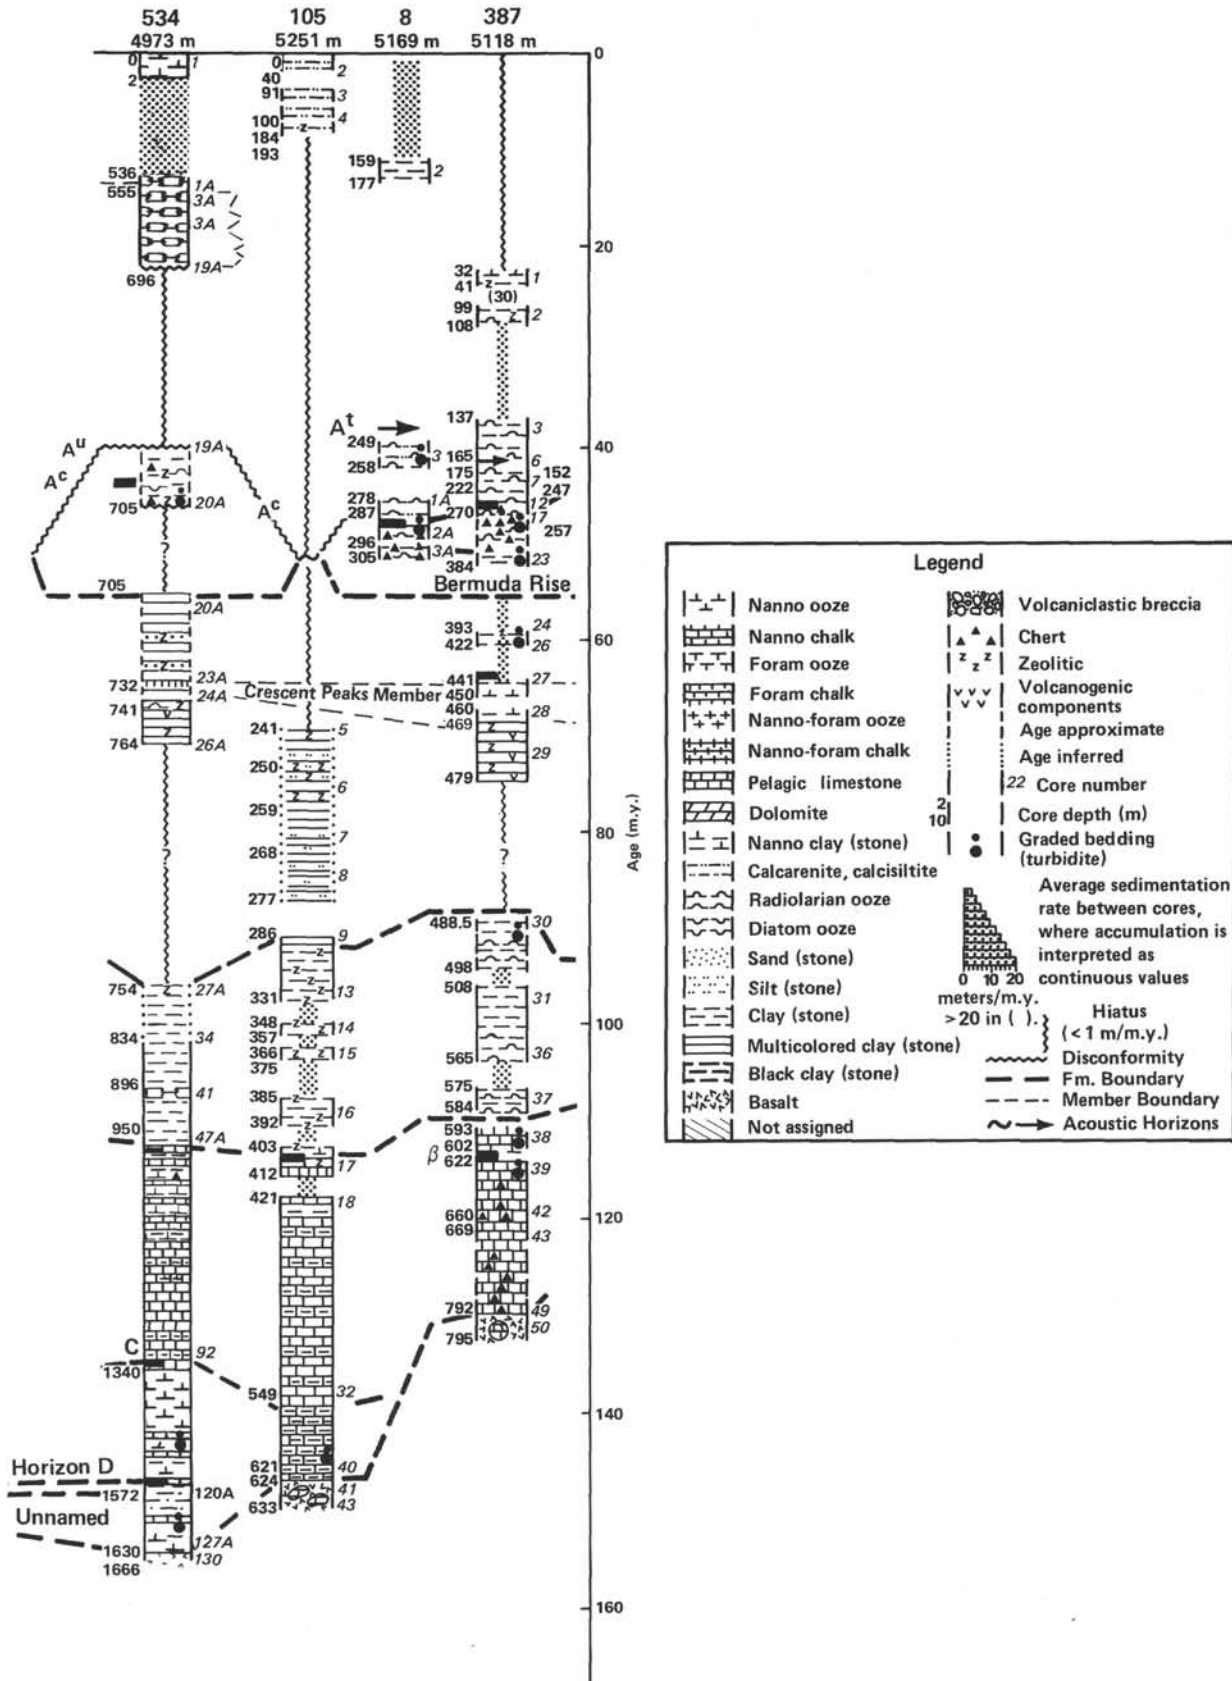 534 105 8 387
4973 m 5251 m 5169 m 5118 m
0 1
2
536
555 1A
3A
3A
19A
696
Aᵘ
Aᶜ
19A
705 20A
Aᶜ
?
705
20A
23A
732
24A
741
764 26A
?
754 27A
834 34
896 41
950
47A
C
92
1340
Horizon D
1572 120A
Unnamed
127A
1630 130
1666
0
40 2
91 3
100 4
184
193
241 5
250
6
259
7
268
8
277
286 9
331 13
348 14
357
366 15
375
385
16
392
403
17
412
421 18
549 32
621 40
624 41
633 43
159
2
177
Aᵗ
249
3
258
278 1A
287
2A
296
3A
305
32 1
41
(30)
99 2
108
137 3
165 6
175 7 152
222 247
12
270 17
257
23
384
Bermuda Rise
393 24
422 26
Crescent Peaks Member
441 27
450
460 28
469
29
479
?
488.5 30
498
508 31
565 36
575 37
584
593 38
602
β 622 39
660 42
669 43
792 49
50
795
0
20
40
60
80
Age (m.y.)
100
120
140
160
Legend
Nanno ooze
Nanno chalk
Foram ooze
Foram chalk
Nanno-foram ooze
Nanno-foram chalk
Pelagic limestone
Dolomite
Nanno clay (stone)
Calcarenite, calcisiltite
Radiolarian ooze
Diatom ooze
Sand (stone)
Silt (stone)
Clay (stone)
Multicolored clay (stone)
Black clay (stone)
Basalt
Not assigned
Volcaniclastic breccia
Chert
Zeolitic
Volcanogenic
components
Age approximate
Age inferred
22 Core number
2
10 Core depth (m)
Graded bedding
(turbidite)
Average sedimentation
rate between cores,
where accumulation is
interpreted as
continuous values
0 10 20
meters/m.y.
>20 in ( ).
Hiatus
(<1 m/m.y.)
Disconformity
Fm. Boundary
Member Boundary
Acoustic Horizons